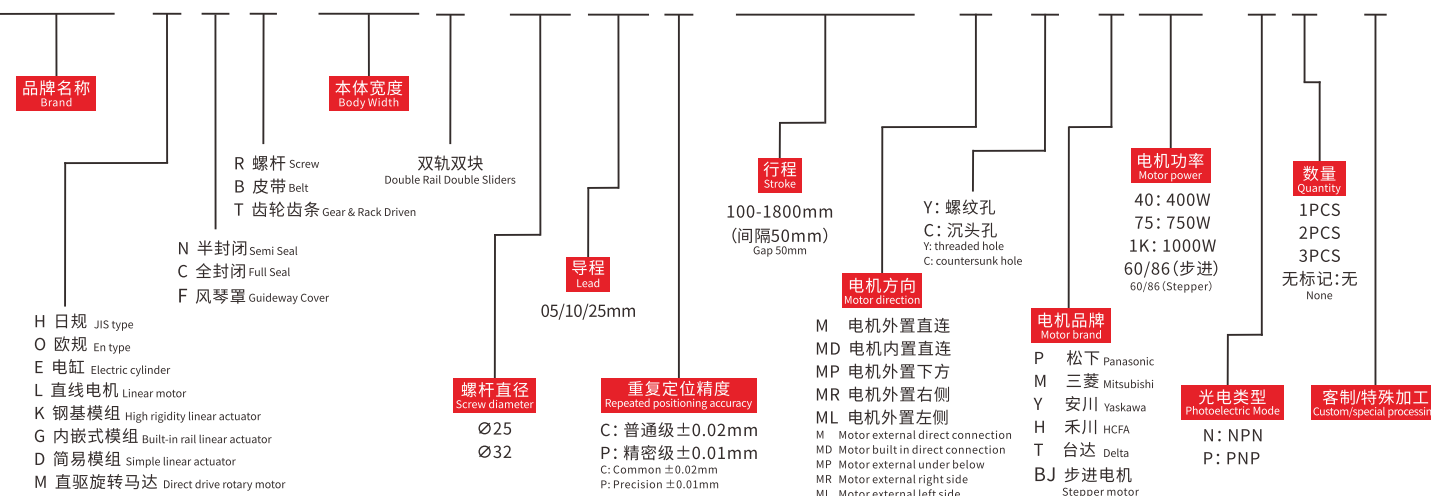 品牌名称
Brand
H 日规 JIS type
O 欧规 En type
E 电缸 Electric cylinder
L 直线电机 Linear motor
K 钢基模组 High rigidity linear actuator
G 内嵌式模组 Built-in rail linear actuator
D 简易模组 Simple linear actuator
M 直驱旋转马达 Direct drive rotary motor
N 半封闭 Semi Seal
C 全封闭 Full Seal
F 风琴罩 Guideway Cover
R 螺杆 Screw
B 皮带 Belt
T 齿轮齿条 Gear & Rack Driven
本体宽度
Body Width
双轨双块
Double Rail Double Sliders
螺杆直径
Screw diameter
∅25
∅32
导程
Lead
05/10/25mm
重复定位精度
Repeated positioning accuracy
C：普通级±0.02mm
P：精密级±0.01mm
C: Common ±0.02mm
P: Precision ±0.01mm
行程
Stroke
100-1800mm
（间隔50mm）
Gap 50mm
电机方向
Motor direction
M 电机外置直连
MD 电机内置直连
MP 电机外置下方
MR 电机外置右侧
ML 电机外置左侧
M Motor external direct connection
MD Motor built in direct connection
MP Motor external under below
MR Motor external right side
ML Motor external left side
Y：螺纹孔
C：沉头孔
Y: threaded hole
C: countersunk hole
电机品牌
Motor brand
P 松下 Panasonic
M 三菱 Mitsubishi
Y 安川 Yaskawa
H 禾川 HCFA
T 台达 Delta
BJ 步进电机
Stepper motor
电机功率
Motor power
40：400W
75：750W
1K：1000W
60/86（步进）
60/86（Stepper）
光电类型
Photoelectric Mode
N：NPN
P：PNP
数量
Quantity
1PCS
2PCS
3PCS
无标记：无
None
客制/特殊加工
Custom/special processin